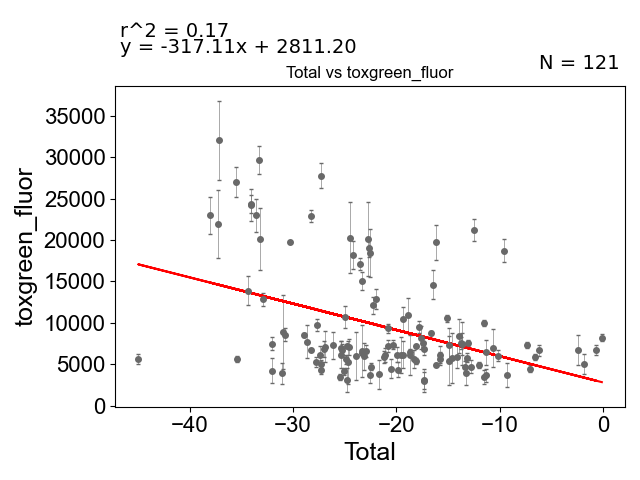 r^2 = 0.17
y = -317.11x + 2811.20
N = 121
Total vs toxgreen_fluor
35000
30000
25000
20000
15000
10000
5000
0
toxgreen_fluor
−40 −30 −20 −10 0
Total